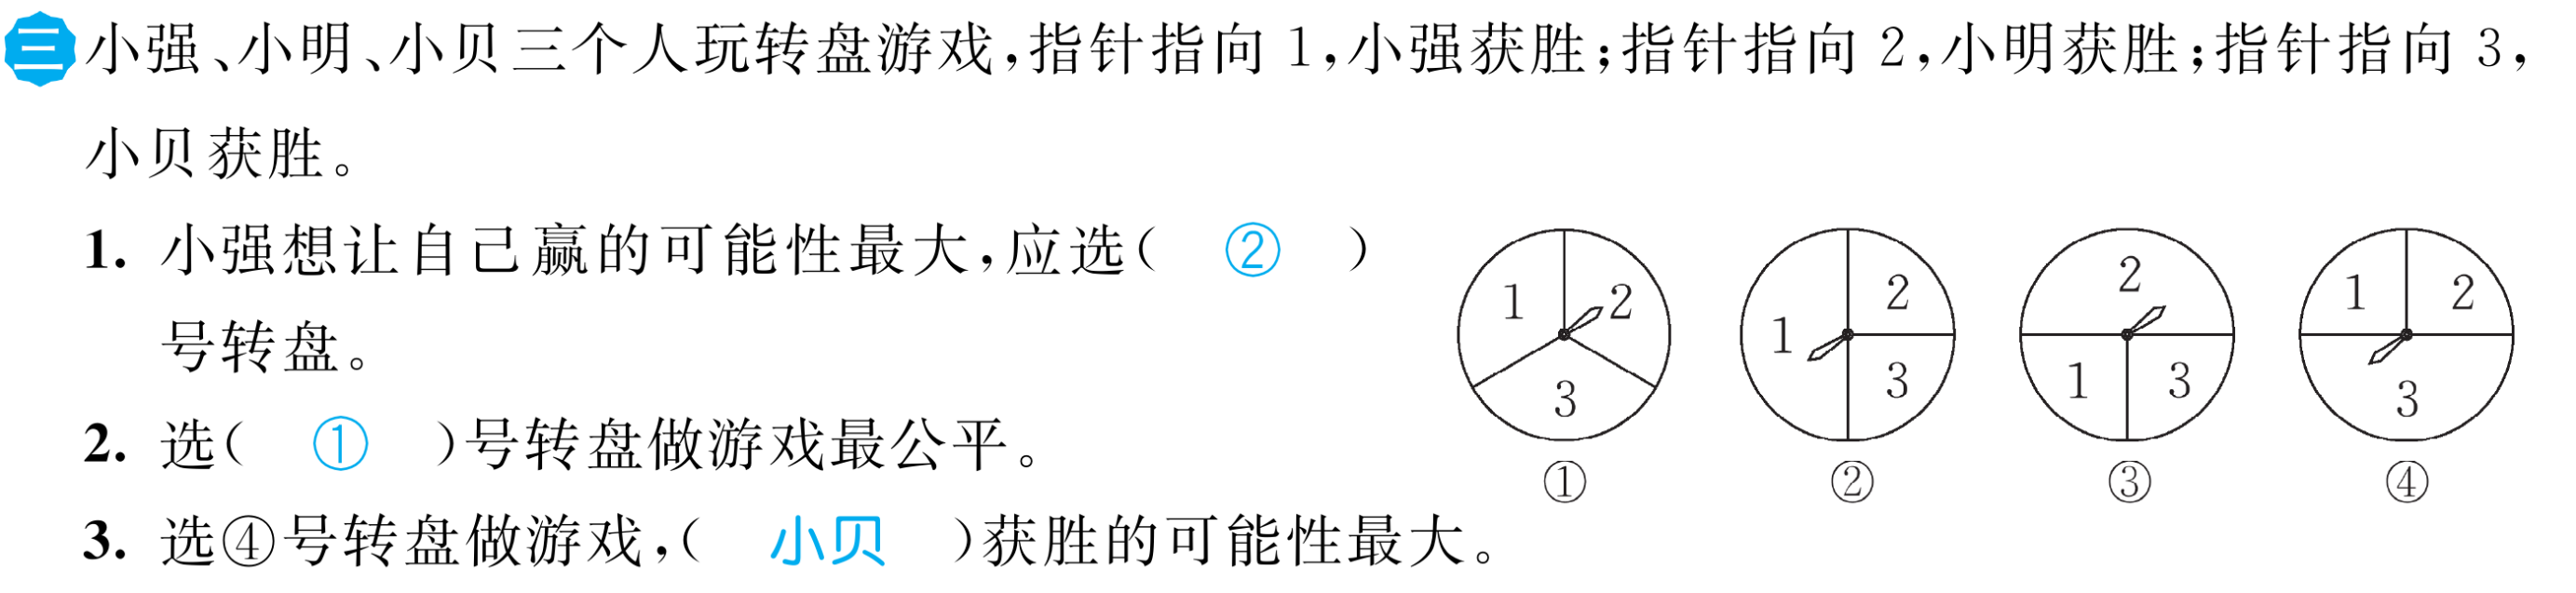 三 小强、小明、小贝三个人玩转盘游戏,指针指向 1,小强获胜;指针指向 2,小明获胜;指针指向 3,
小贝获胜。
1. 小强想让自己赢的可能性最大,应选( ② )
号转盘。
2. 选( ① )号转盘做游戏最公平。
3. 选④号转盘做游戏,( 小贝 )获胜的可能性最大。
1 2 3
①
1 2 3
②
2 1 3
③
1 2 3
④